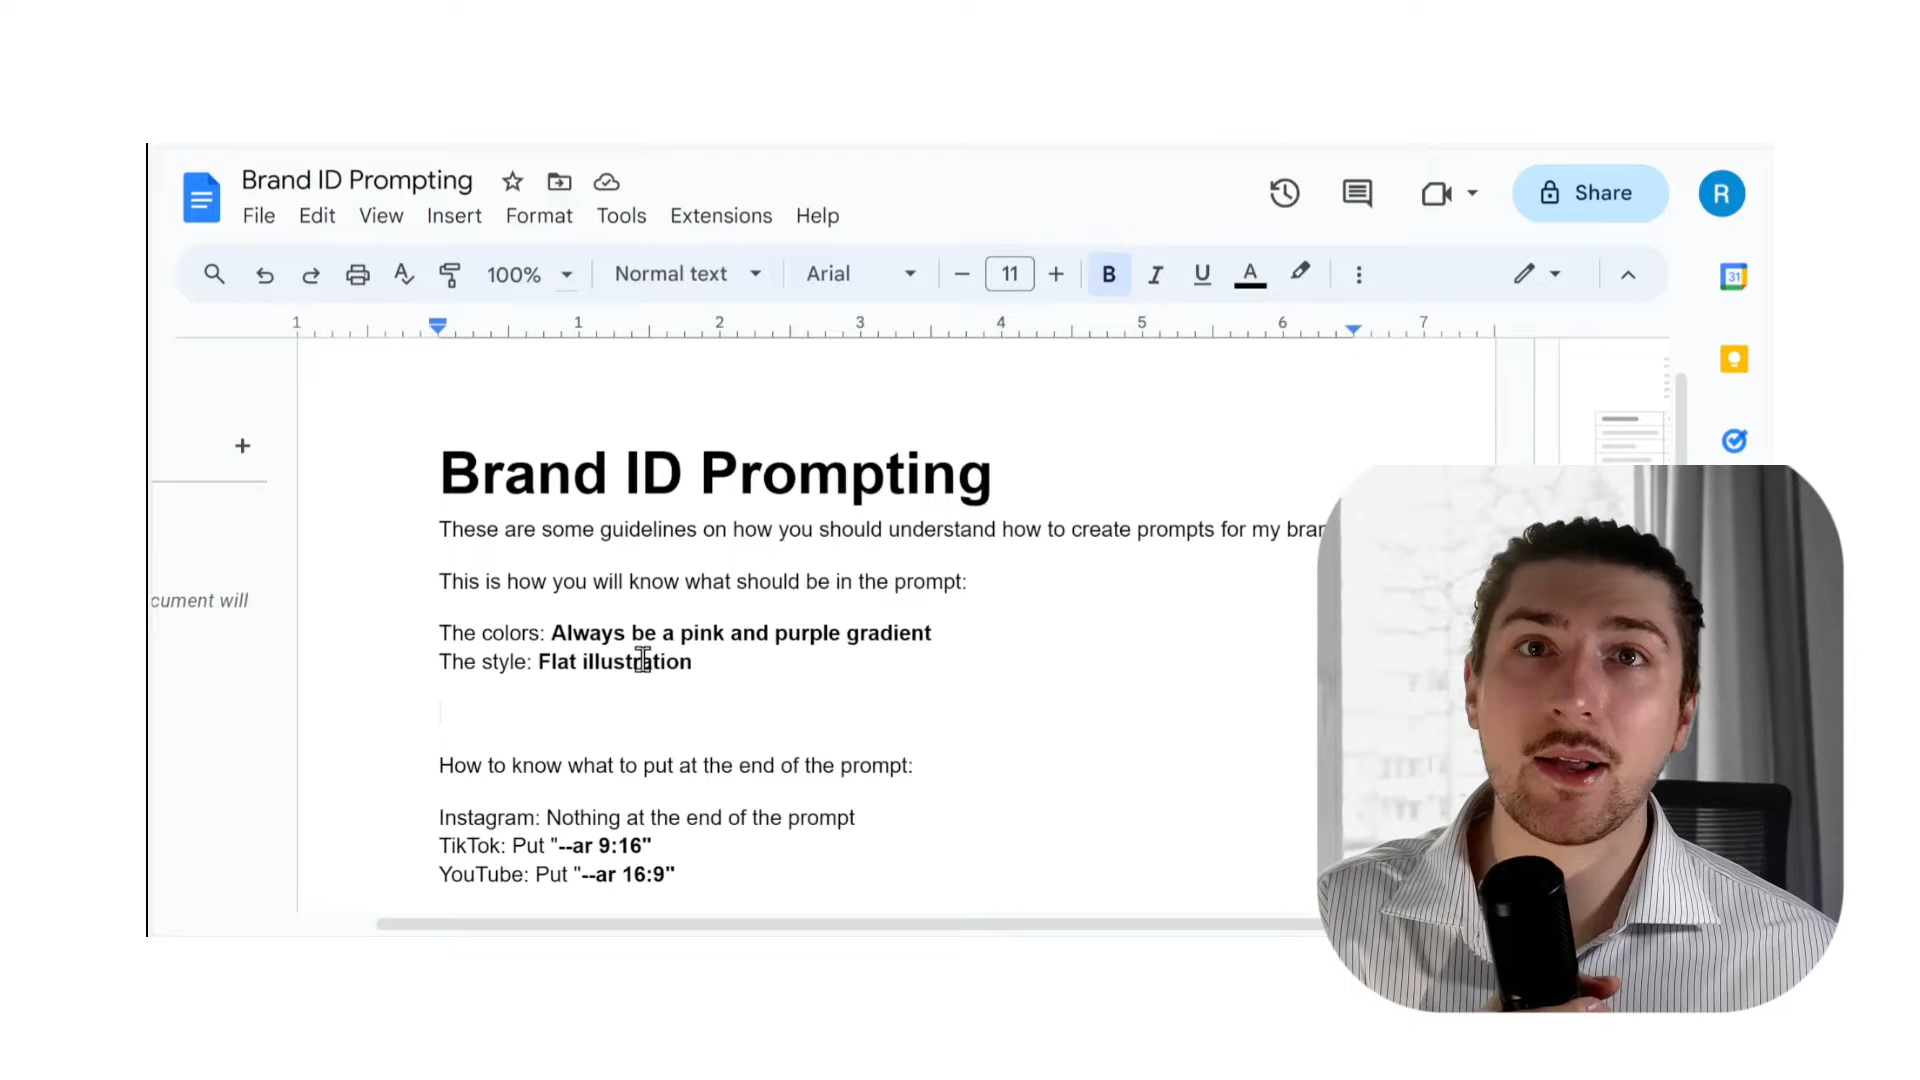 Brand ID Prompting
File Edit View Insert Format Tools Extensions Help
Share
R
100% Normal text Arial 11 B I U A
31
1 1 2 3 4 5 6 7
Brand ID Prompting
These are some guidelines on how you should understand how to create prompts for my bran
This is how you will know what should be in the prompt:
cument will
The colors: Always be a pink and purple gradient
The style: Flat illustration
How to know what to put at the end of the prompt:
Instagram: Nothing at the end of the prompt
TikTok: Put "--ar 9:16"
YouTube: Put "--ar 16:9"